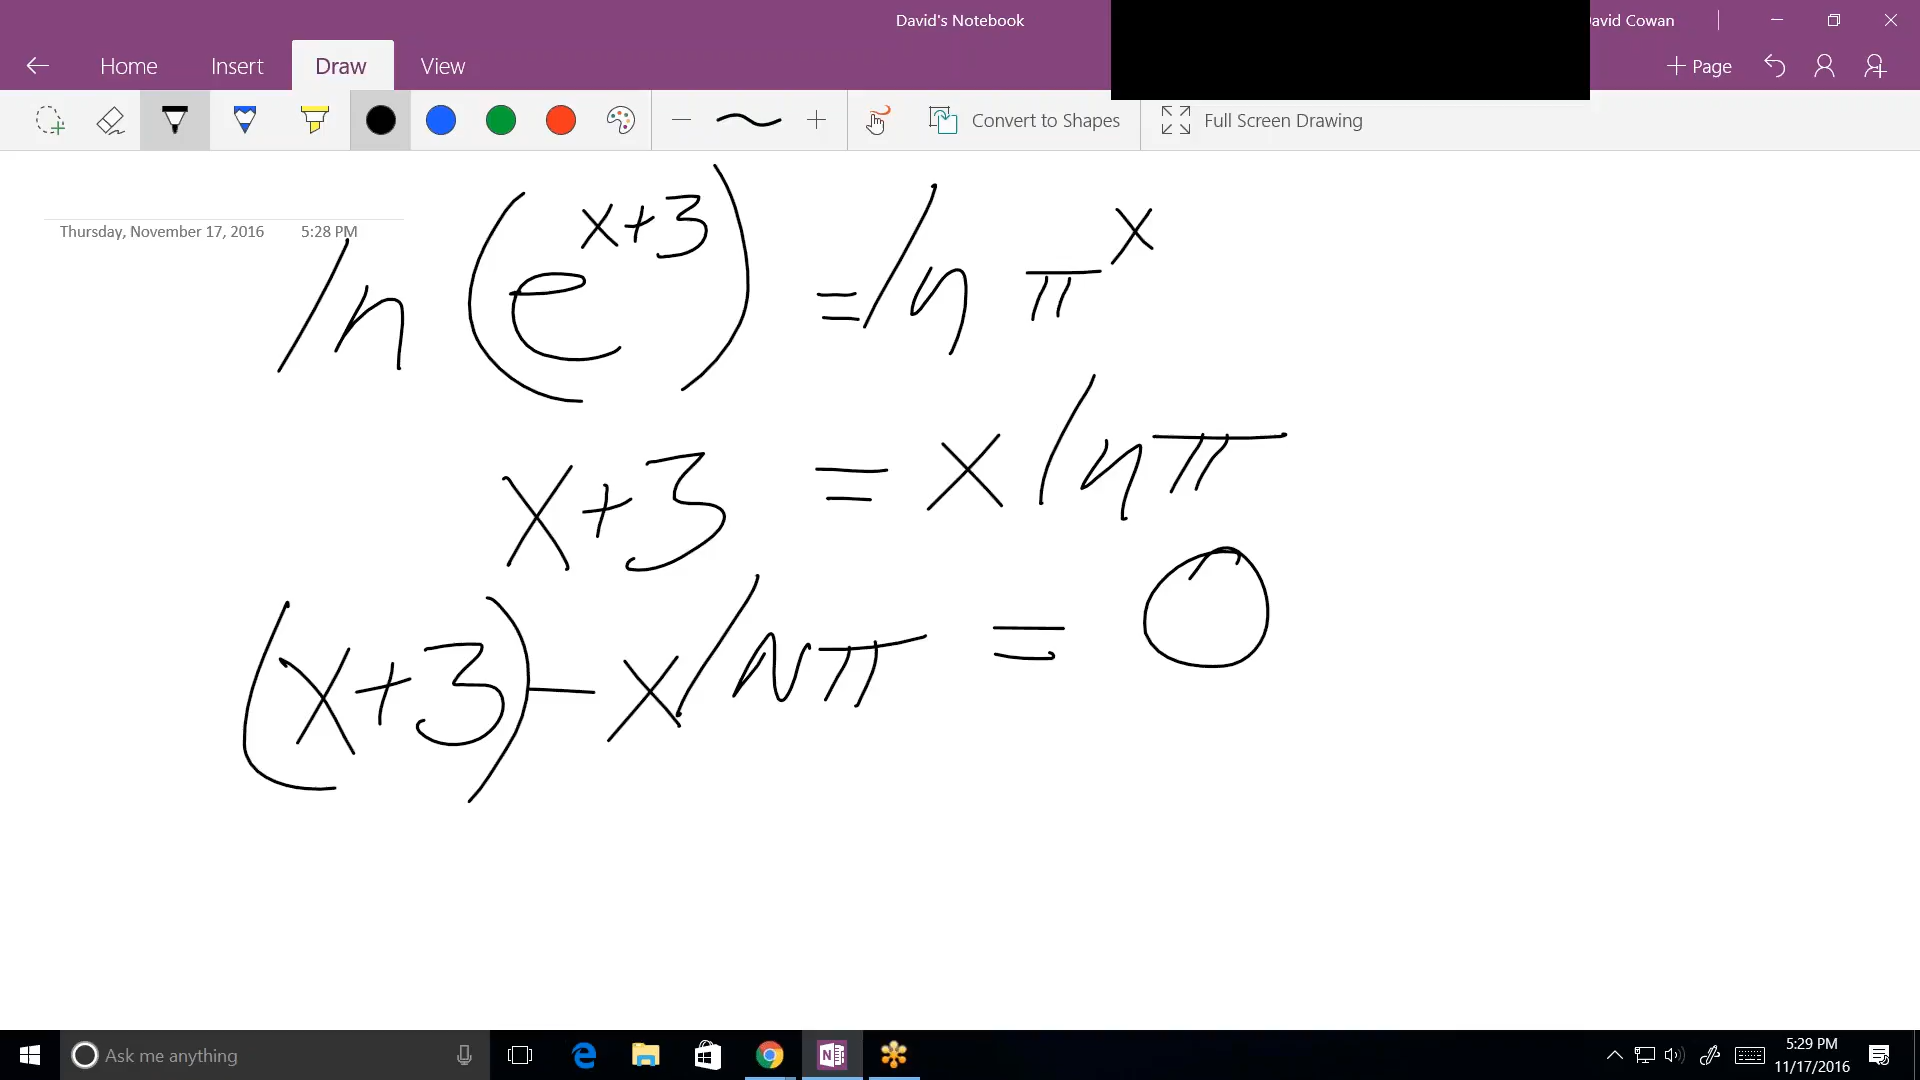 David's Notebook
avid Cowan
Home Insert Draw View
Page
Convert to Shapes Full Screen Drawing
Thursday, November 17, 2016 5:28 PM
ln (e^{x+3}) = ln π^x
x+3 = x ln π
(x+3) - x ln π = 0
Ask me anything
5:29 PM
11/17/2016